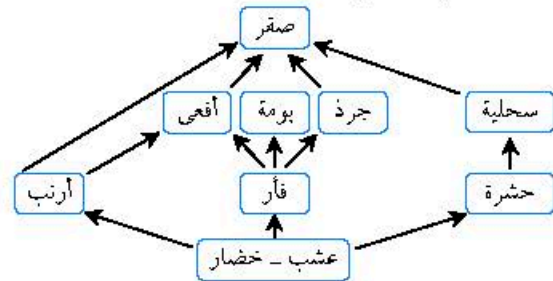 صقر
سحلية
جرذ
بومة
أفعى
حشرة
فأر
أرنب
عشب - خضار